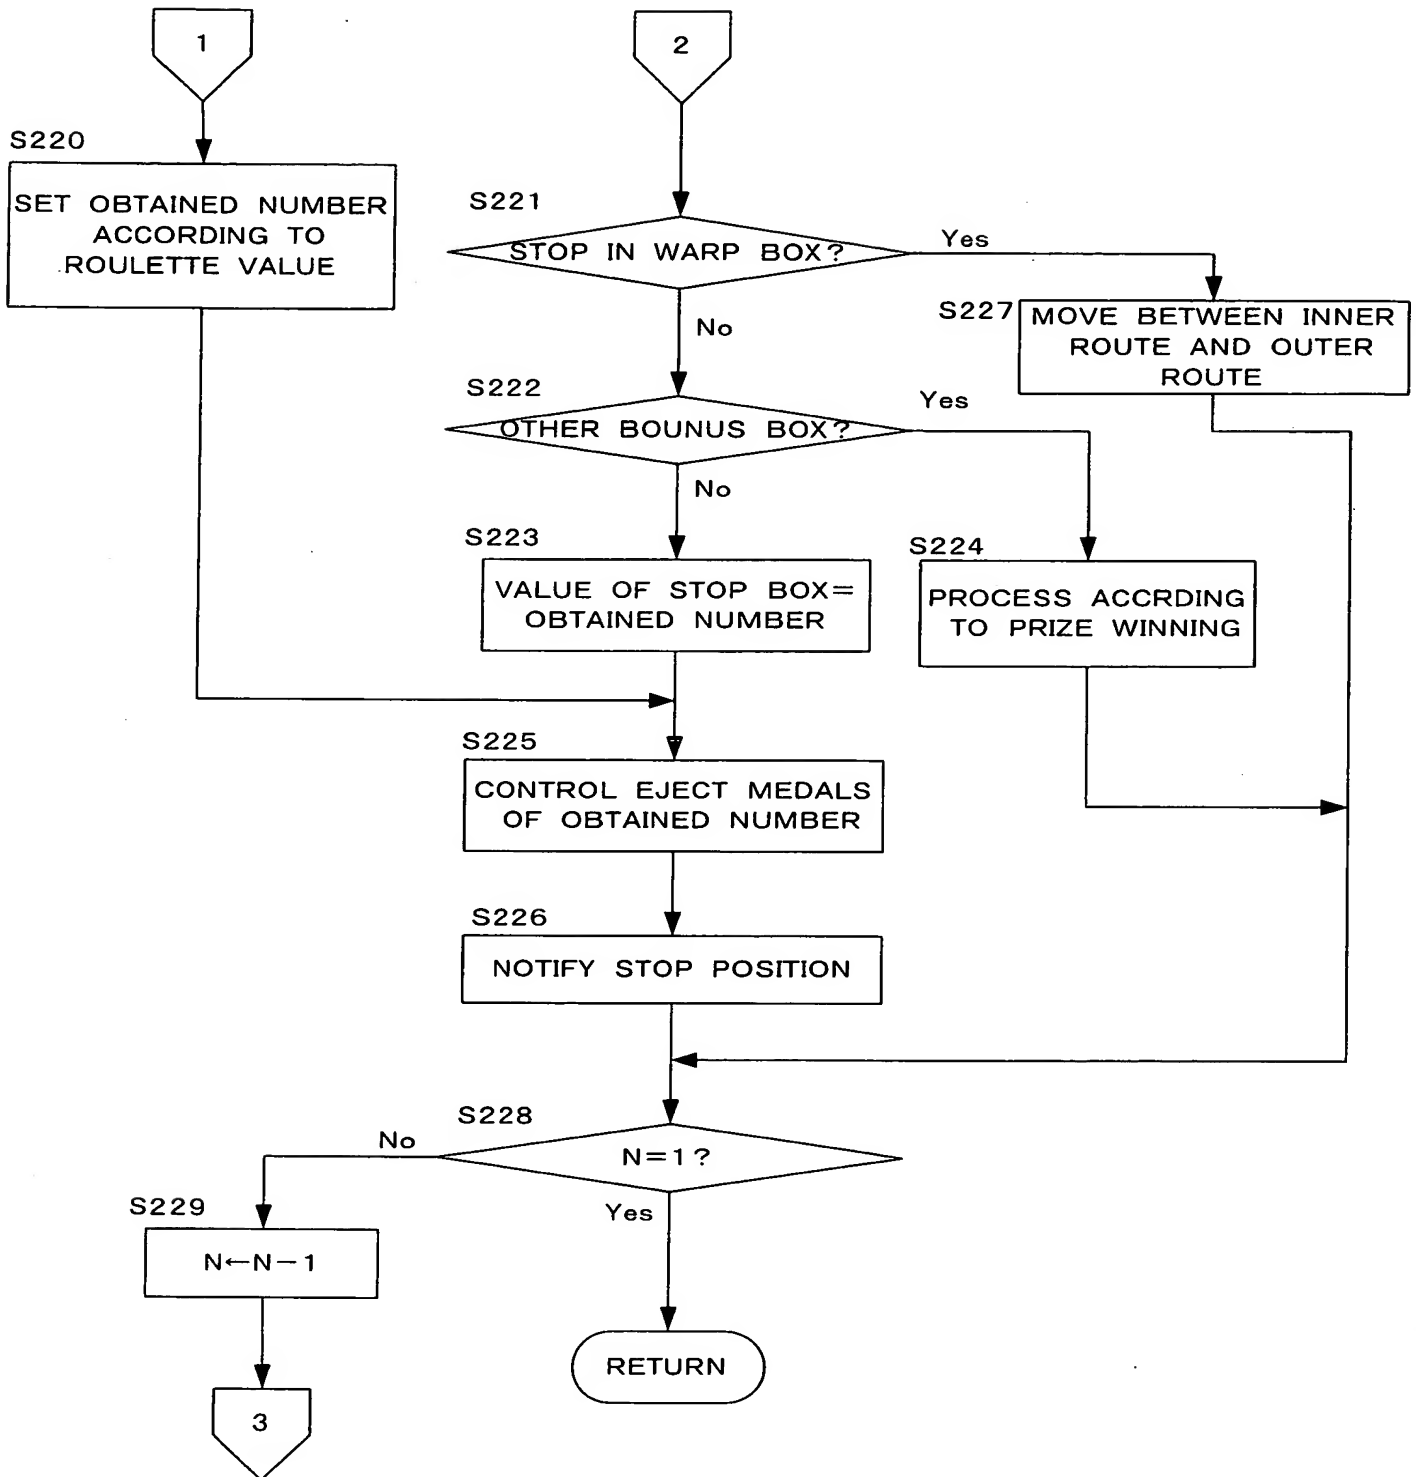 1
2
S220
SET OBTAINED NUMBER
ACCORDING TO
ROULETTE VALUE
S221
STOP IN WARP BOX?
Yes
No
S227
MOVE BETWEEN INNER
ROUTE AND OUTER
ROUTE
S222
OTHER BOUNUS BOX?
Yes
No
S223
VALUE OF STOP BOX=
OBTAINED NUMBER
S224
PROCESS ACCRDING
TO PRIZE WINNING
S225
CONTROL EJECT MEDALS
OF OBTAINED NUMBER
S226
NOTIFY STOP POSITION
S228
N=1?
No
Yes
S229
N←N-1
RETURN
3